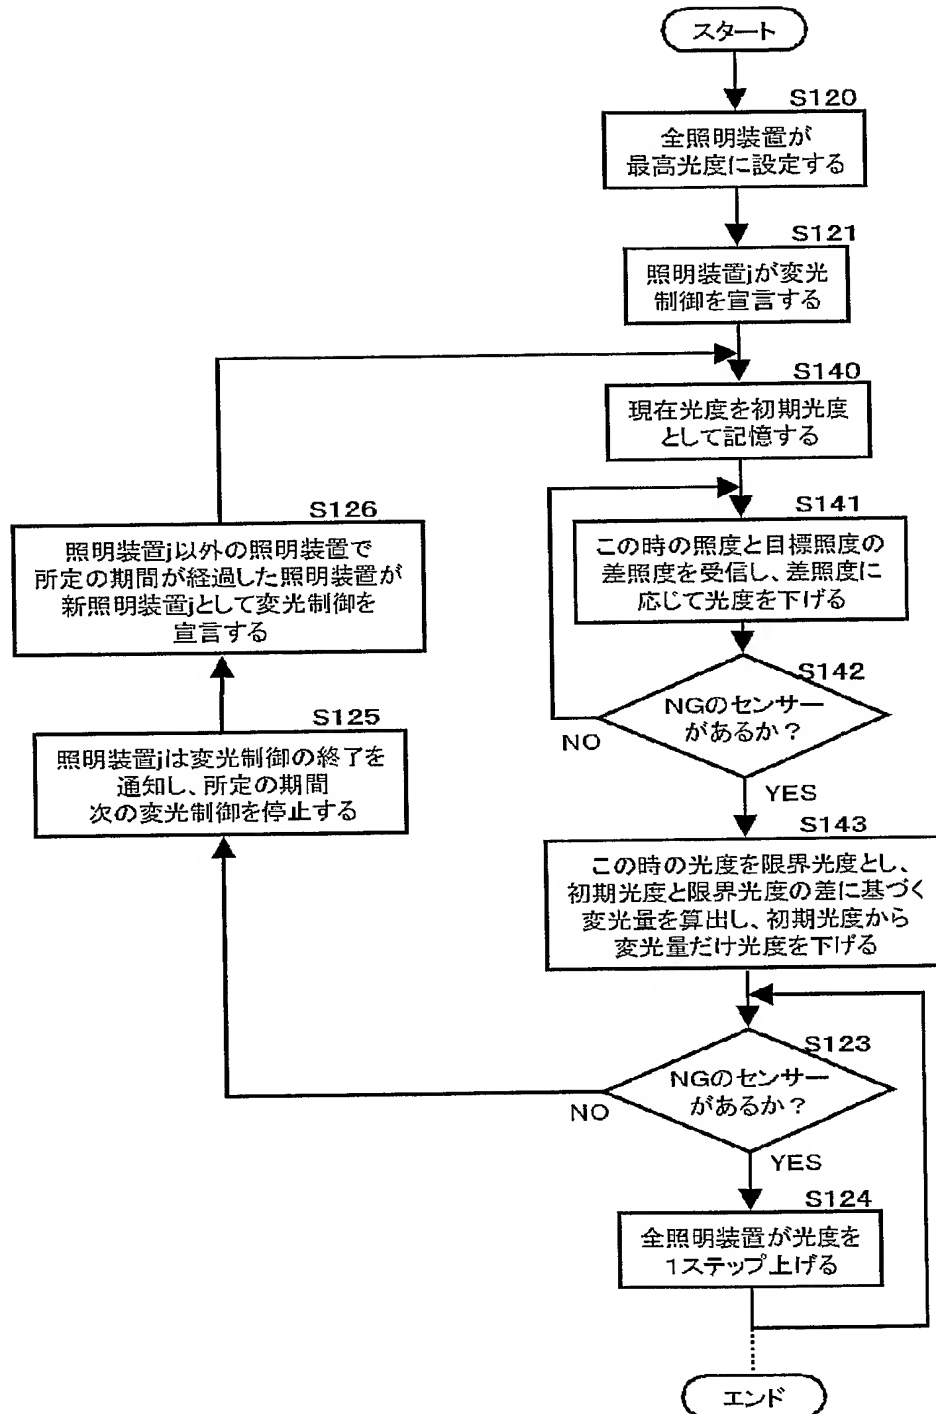 スタート
S120
全照明装置が
最高光度に設定する
S121
照明装置jが変光
制御を宣言する
S140
現在光度を初期光度
として記憶する
S141
この時の照度と目標照度の
差照度を受信し、差照度に
応じて光度を下げる
S142
NGのセンサー
があるか？
NO
YES
S143
この時の光度を限界光度とし、
初期光度と限界光度の差に基づく
変光量を算出し、初期光度から
変光量だけ光度を下げる
S123
NGのセンサー
があるか？
NO
YES
S124
全照明装置が光度を
1ステップ上げる
エンド
S125
照明装置jは変光制御の終了を
通知し、所定の期間
次の変光制御を停止する
S126
照明装置j以外の照明装置で
所定の期間が経過した照明装置が
新照明装置jとして変光制御を
宣言する